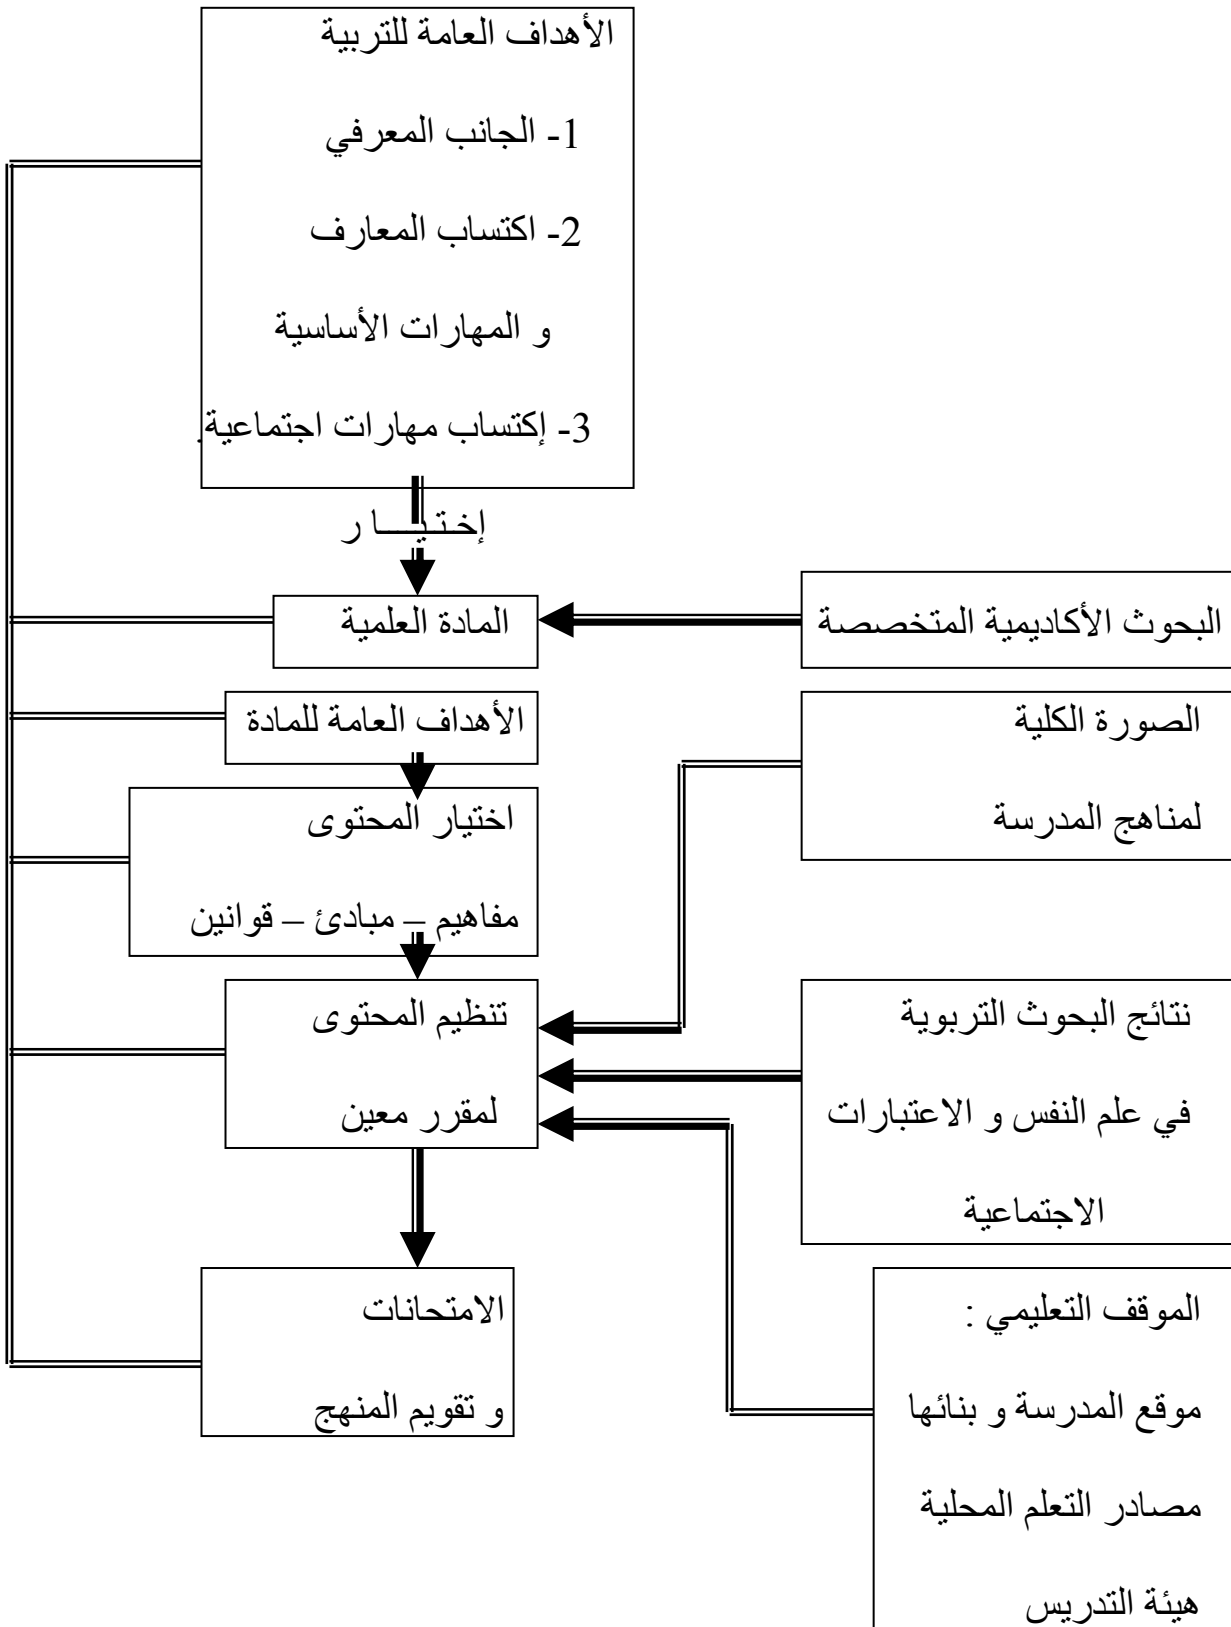 الأهداف العامة للتربية
1- الجانب المعرفي
2- اكتساب المعارف
و المهارات الأساسية
3- إكتساب مهارات اجتماعية.
إختيــــار
المادة العلمية
البحوث الأكاديمية المتخصصة
الأهداف العامة للمادة
الصورة الكلية
لمناهج المدرسة
اختيار المحتوى
مفاهيم – مبادئ – قوانين
تنظيم المحتوى
لمقرر معين
نتائج البحوث التربوية
في علم النفس و الاعتبارات
الاجتماعية
الامتحانات
و تقويم المنهج
الموقف التعليمي :
موقع المدرسة و بنائها
مصادر التعلم المحلية
هيئة التدريس